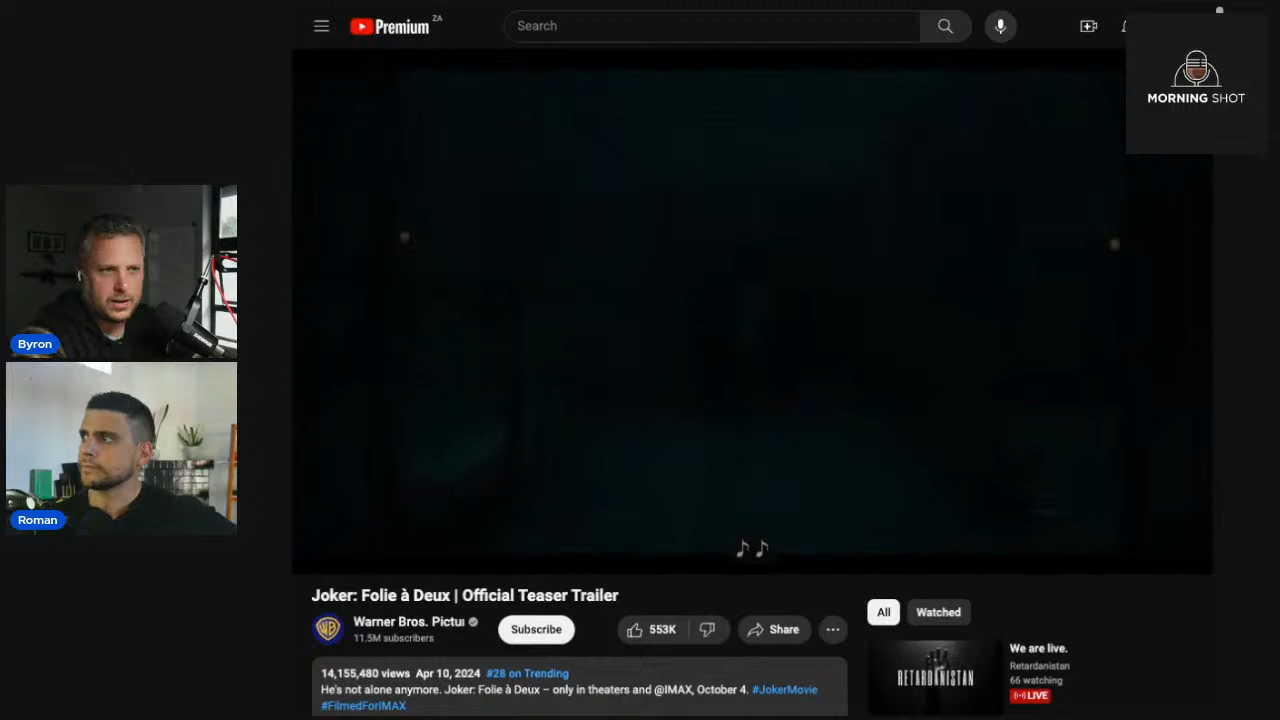 Premium ZA
Search
MORNING SHOT
Byron
Roman
♪ ♪
Joker: Folie à Deux | Official Teaser Trailer
Warner Bros. Pictu
11.5M subscribers
Subscribe
553K
Share
All
Watched
14,155,480 views Apr 10, 2024 #28 on Trending
He's not alone anymore. Joker: Folie à Deux – only in theaters and @IMAX, October 4. #JokerMovie
#FilmedForIMAX
RETARDANISTAN
We are live.
Retardanistan
66 watching
LIVE